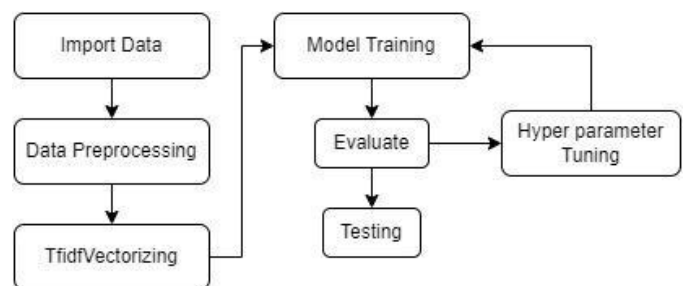 Import Data
Data Preprocessing
TfidfVectorizing
Model Training
Evaluate
Testing
Hyper parameter
Tuning